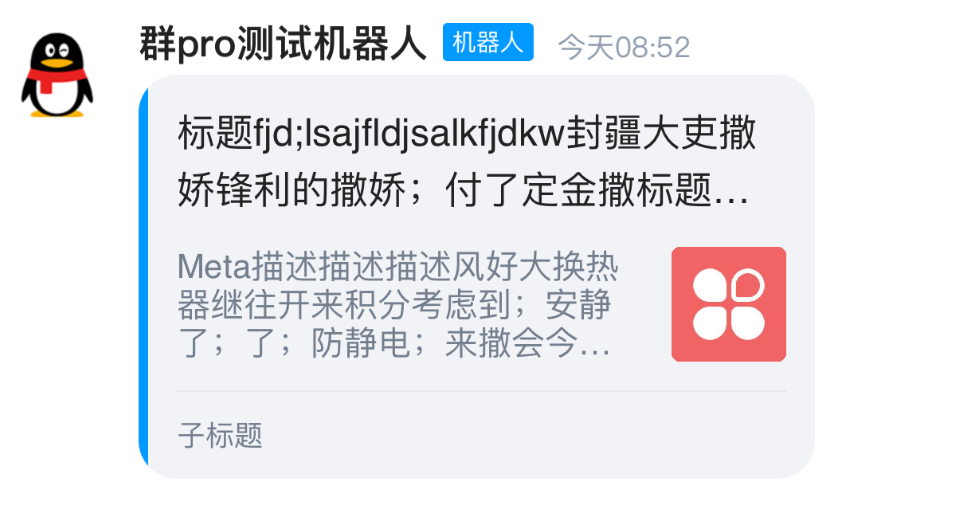 群pro测试机器人 机器人 今天08:52
标题fjd;lsajfldjsalkfjdkw封疆大吏撒
娇锋利的撒娇；付了定金撒标题...
Meta描述描述描述风好大换热
器继往开来积分考虑到；安静
了；了；防静电；来撒会今...
子标题